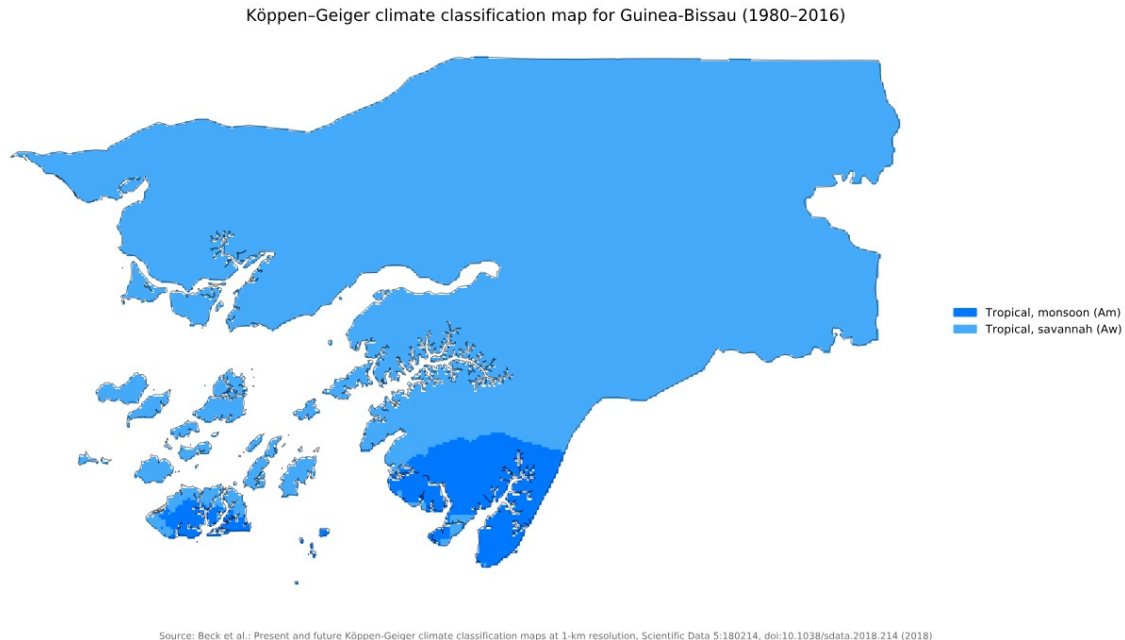 Köppen–Geiger climate classification map for Guinea-Bissau (1980–2016)
Tropical, monsoon (Am)
Tropical, savannah (Aw)
Source: Beck et al.: Present and future Köppen-Geiger climate classification maps at 1-km resolution, Scientific Data 5:180214, doi:10.1038/sdata.2018.214 (2018)